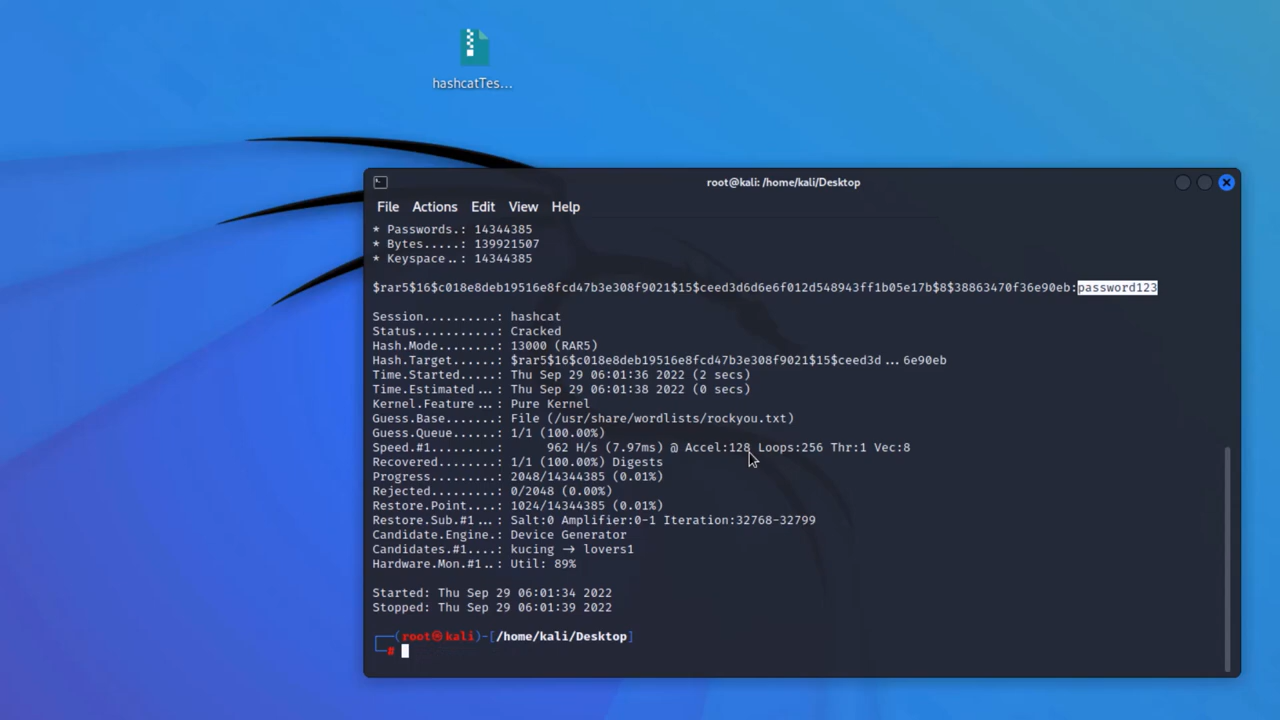 hashcatTes...
root@kali: /home/kali/Desktop
File Actions Edit View Help
* Passwords.: 14344385
* Bytes.....: 139921507
* Keyspace..: 14344385
$rar5$16$c018e8deb19516e8fcd47b3e308f9021$15$ceed3d6d6e6f012d548943ff1b05e17b$8$38863470f36e90eb:password123
Session..........: hashcat
Status...........: Cracked
Hash.Mode........: 13000 (RAR5)
Hash.Target......: $rar5$16$c018e8deb19516e8fcd47b3e308f9021$15$ceed3d...6e90eb
Time.Started.....: Thu Sep 29 06:01:36 2022 (2 secs)
Time.Estimated...: Thu Sep 29 06:01:38 2022 (0 secs)
Kernel.Feature...: Pure Kernel
Guess.Base.......: File (/usr/share/wordlists/rockyou.txt)
Guess.Queue......: 1/1 (100.00%)
Speed.#1.........: 962 H/s (7.97ms) @ Accel:128 Loops:256 Thr:1 Vec:8
Recovered........: 1/1 (100.00%) Digests
Progress.........: 2048/14344385 (0.01%)
Rejected.........: 0/2048 (0.00%)
Restore.Point....: 1024/14344385 (0.01%)
Restore.Sub.#1...: Salt:0 Amplifier:0-1 Iteration:32768-32799
Candidate.Engine.: Device Generator
Candidates.#1....: kucing -> lovers1
Hardware.Mon.#1..: Util: 89%
Started: Thu Sep 29 06:01:34 2022
Stopped: Thu Sep 29 06:01:39 2022
┌──(root㉿kali)-[/home/kali/Desktop]
└─#